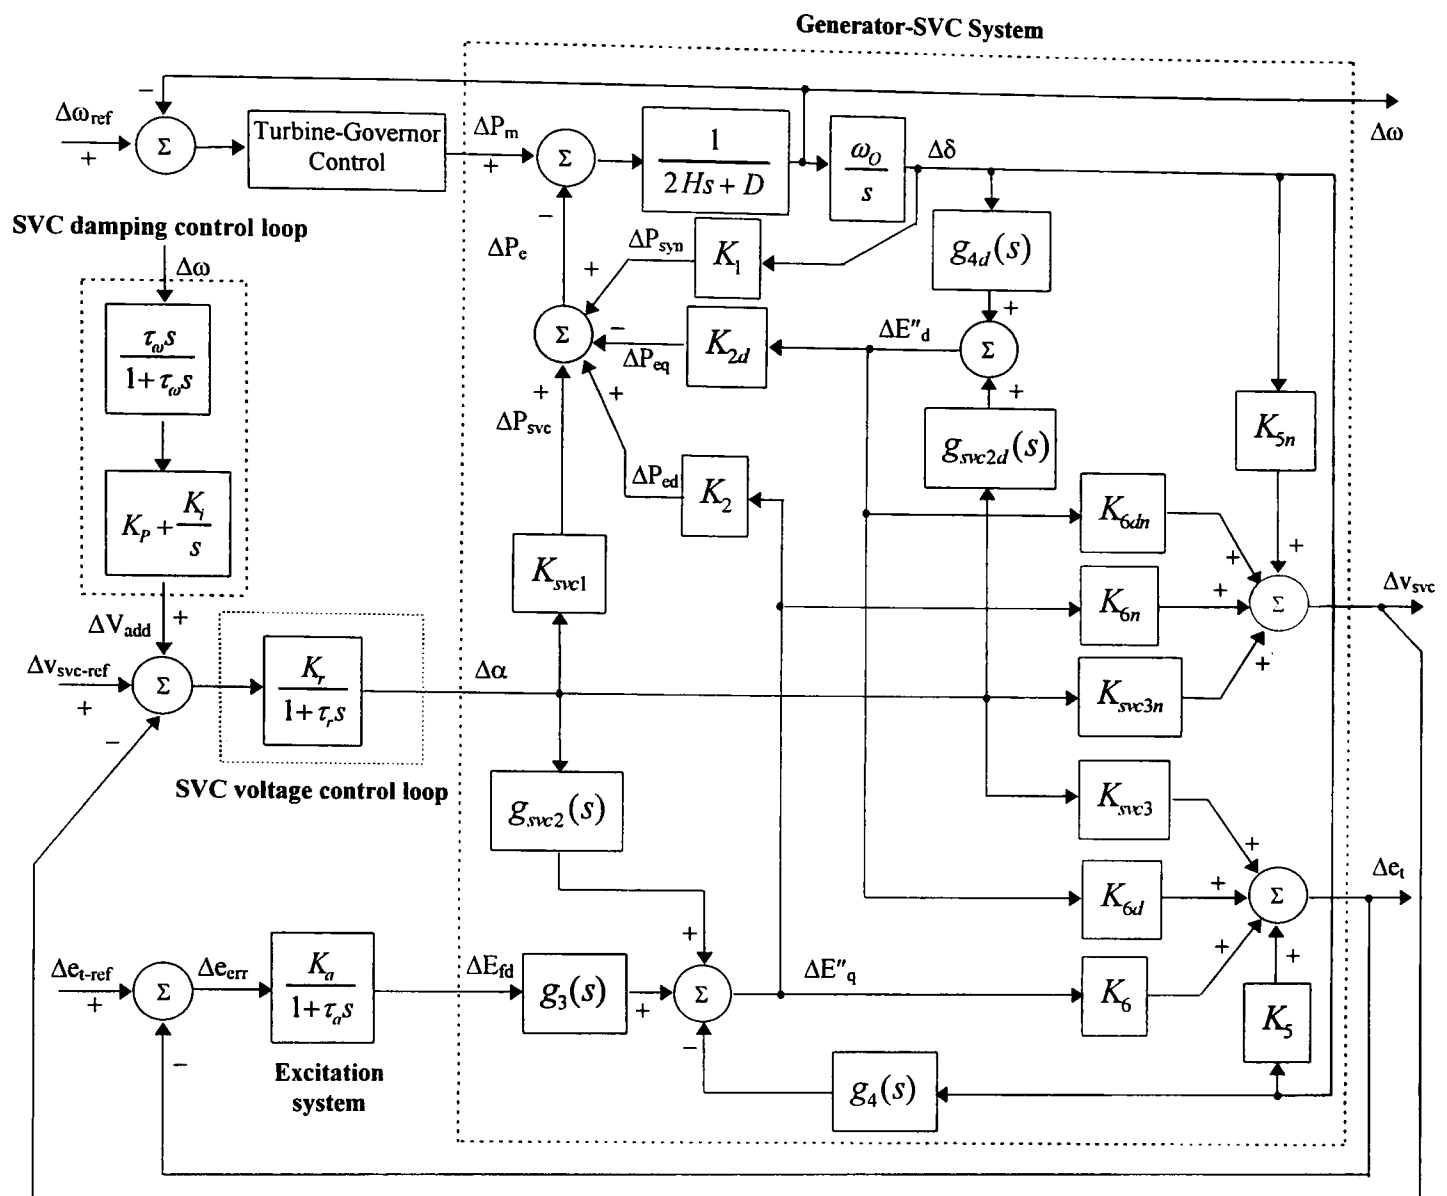 Generator-SVC System
−
Δω_ref
+
Σ
Turbine-Governor
Control
ΔP_m
+
Σ
−
1
2Hs + D
ω_O
s
Δδ
Δω
SVC damping control loop
Δω
τ_ω s
1 + τ_ω s
K_P + K_i
s
ΔV_add
+
ΔP_e
ΔP_syn
+
K_1
g_4d(s)
+
Σ
−
ΔP_eq
K_2d
ΔE″_d
Σ
+
g_svc2d(s)
+
ΔP_svc
+
ΔP_ed
K_2
K_svc1
K_5n
K_6dn
+
+
K_6n
+
Σ
Δv_svc
K_svc3n
+
Δv_svc-ref
+
Σ
−
K_r
1 + τ_r s
Δα
SVC voltage control loop
g_svc2(s)
K_svc3
+
K_6d
+
Σ
Δe_t
+
+
Δe_t-ref
+
Σ
−
Δe_err
K_a
1 + τ_a s
ΔE_fd
g_3(s)
+
+
Σ
−
ΔE″_q
K_6
K_5
Excitation
system
g_4(s)